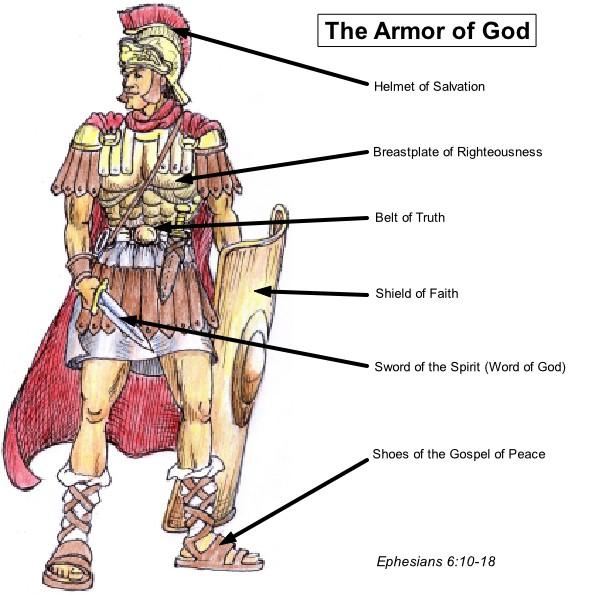 The Armor of God
Helmet of Salvation
Breastplate of Righteousness
Belt of Truth
Shield of Faith
Sword of the Spirit (Word of God)
Shoes of the Gospel of Peace
Ephesians 6:10-18